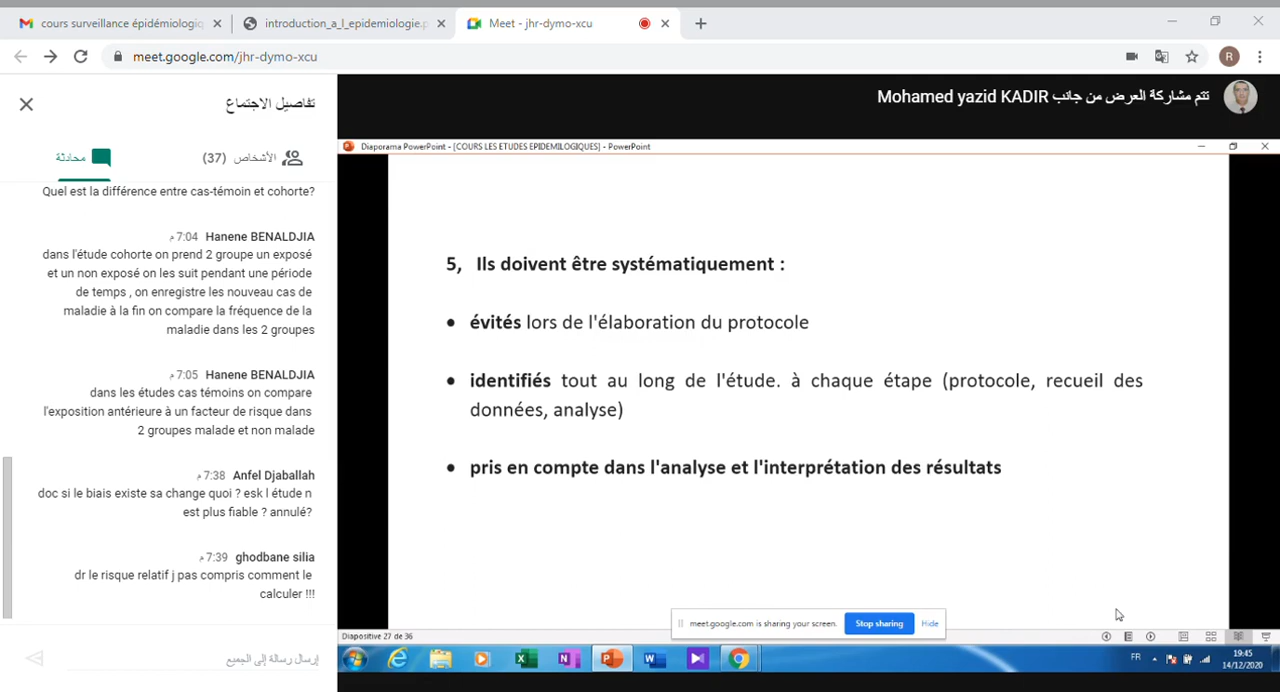 cours surveillance épidémiologiq
introduction_a_l_epidemiologie.p
Meet - jhr-dymo-xcu
meet.google.com/jhr-dymo-xcu
R
تفاصيل الاجتماع
تتم مشاركة العرض من جانب Mohamed yazid KADIR
محادثة
الأشخاص (37)
Quel est la différence entre cas-témoin et cohorte?
Hanene BENALDJIA 7:04 م
dans l'étude cohorte on prend 2 groupe un exposé
et un non exposé on les suit pendant une période
de temps , on enregistre les nouveau cas de
maladie à la fin on compare la fréquence de la
maladie dans les 2 groupes
Hanene BENALDJIA 7:05 م
dans les études cas témoins on compare
l'exposition antérieure à un facteur de risque dans
2 groupes malade et non malade
Anfel Djaballah 7:38 م
doc si le biais existe sa change quoi ? esk l étude n
est plus fiable ? annulé?
ghodbane silia 7:39 م
dr le risque relatif j pas compris comment le
calculer !!!
إرسال رسالة إلى الجميع
Diaporama PowerPoint - [COURS LES ETUDES EPIDEMILOGIQUES] - PowerPoint
5, Ils doivent être systématiquement :
• évités lors de l'élaboration du protocole
• identifiés tout au long de l'étude. à chaque étape (protocole, recueil des
données, analyse)
• pris en compte dans l'analyse et l'interprétation des résultats
meet.google.com is sharing your screen. Stop sharing Hide
Diapositive 27 de 36
FR
19:45
14/12/2020